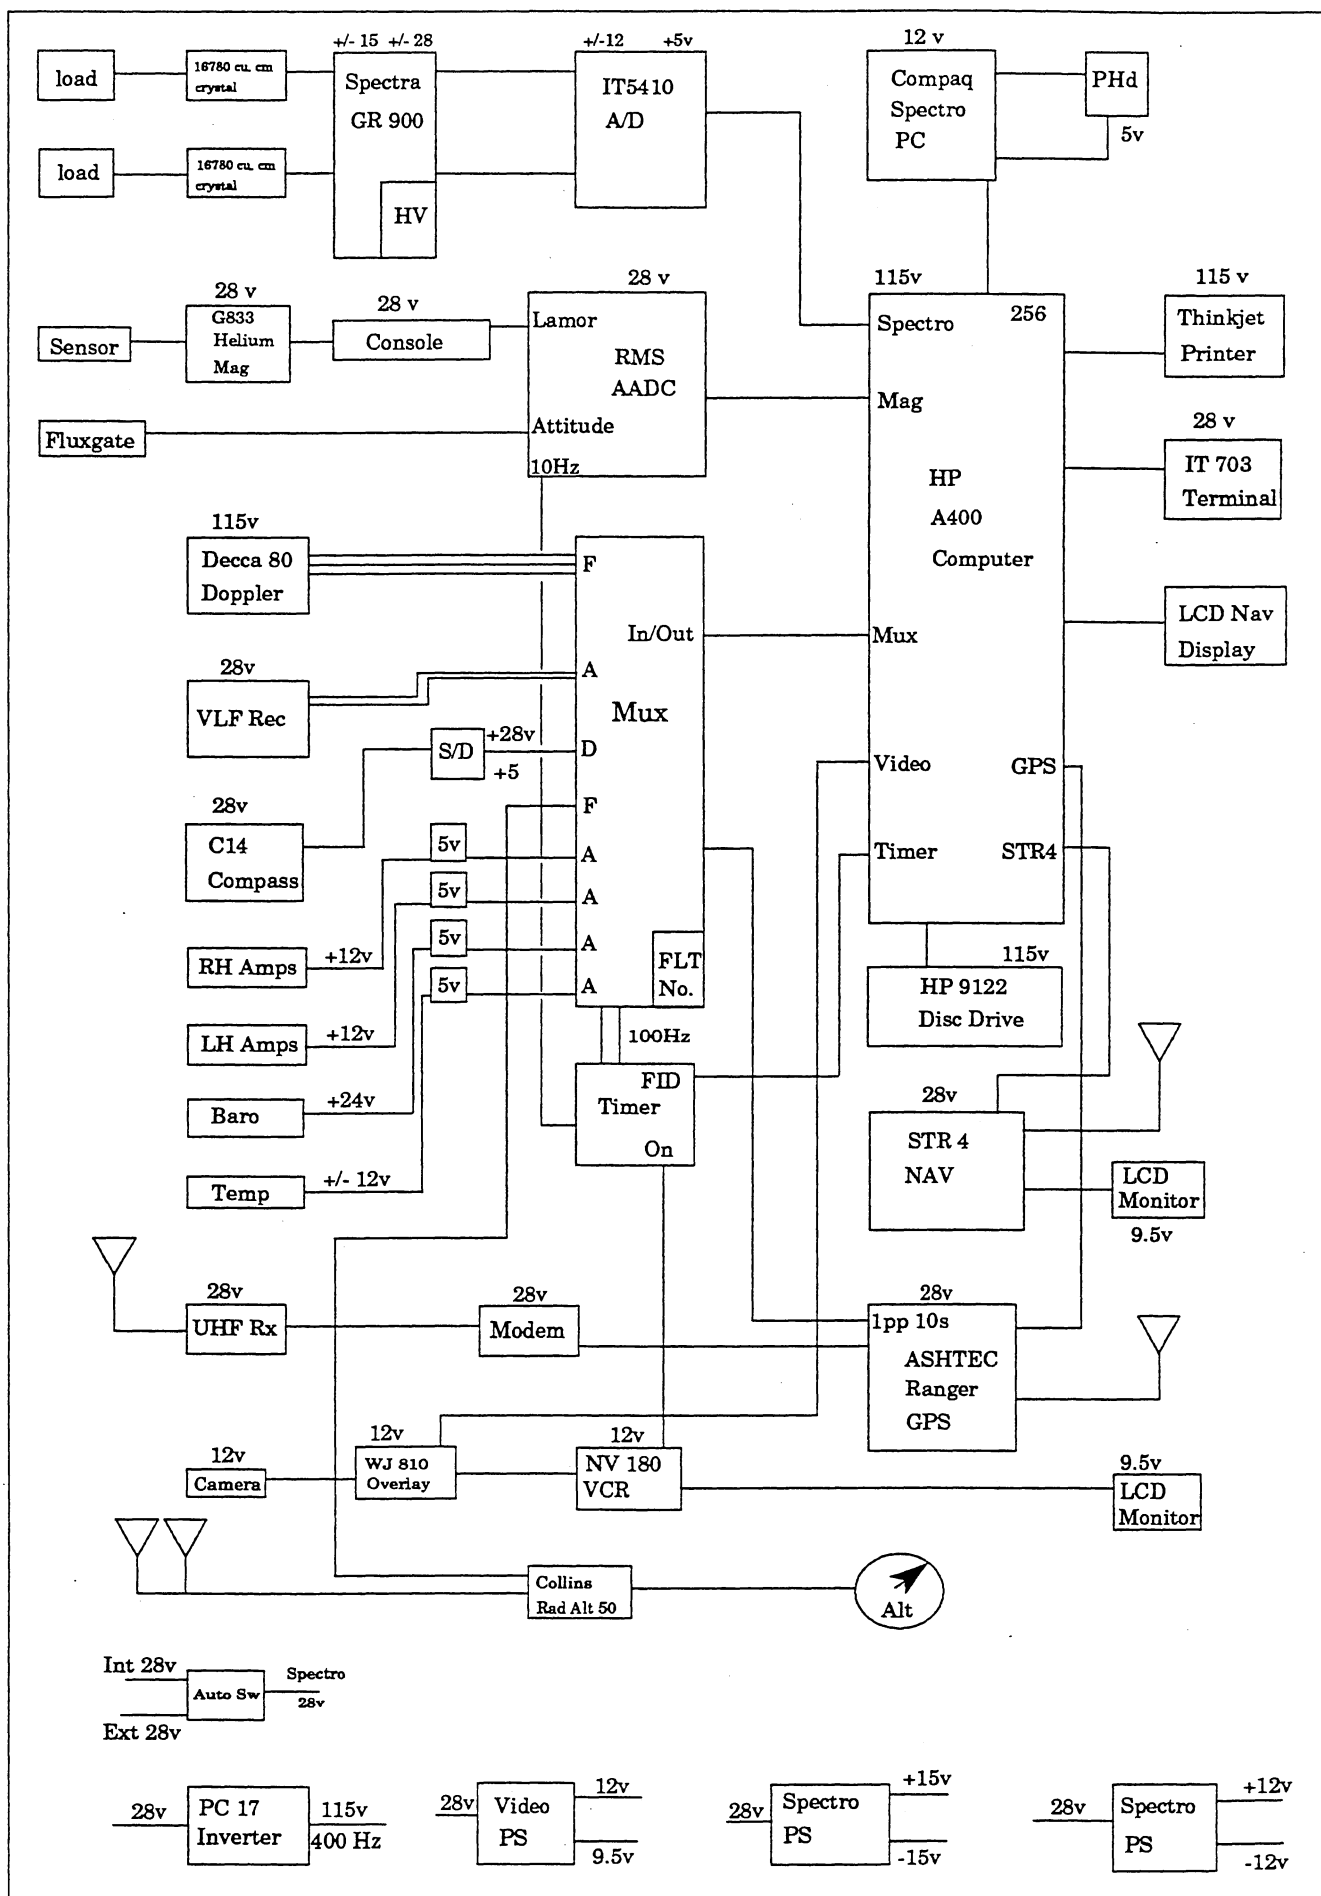 +/- 15 +/- 28
+/-12 +5v
12 v
load
16780 cu. cm
crystal
Spectra
GR 900
HV
IT5410
A/D
Compaq
Spectro
PC
PHd
5v
load
16780 cu. cm
crystal
28 v
G833
Helium
Mag
Sensor
28 v
Console
28 v
Lamor
RMS
AADC
Attitude
10Hz
Fluxgate
115v
Spectro
256
Mag
HP
A400
Computer
Mux
Video
GPS
Timer
STR4
115 v
Thinkjet
Printer
28 v
IT 703
Terminal
LCD Nav
Display
115v
Decca 80
Doppler
28v
VLF Rec
28v
C14
Compass
S/D
+28v
+5
5v
5v
5v
5v
F
In/Out
A
Mux
D
F
A
A
A
A
FLT
No.
RH Amps
+12v
LH Amps
+12v
Baro
+24v
Temp
+/- 12v
100Hz
FID
Timer
On
115v
HP 9122
Disc Drive
28v
STR 4
NAV
LCD
Monitor
9.5v
28v
UHF Rx
28v
Modem
28v
1pp 10s
ASHTEC
Ranger
GPS
12v
Camera
12v
WJ 810
Overlay
12v
NV 180
VCR
9.5v
LCD
Monitor
Collins
Rad Alt 50
Alt
Int 28v
Auto Sw
Spectro
28v
Ext 28v
28v
PC 17
Inverter
115v
400 Hz
28v
Video
PS
12v
9.5v
28v
Spectro
PS
+15v
-15v
28v
Spectro
PS
+12v
-12v